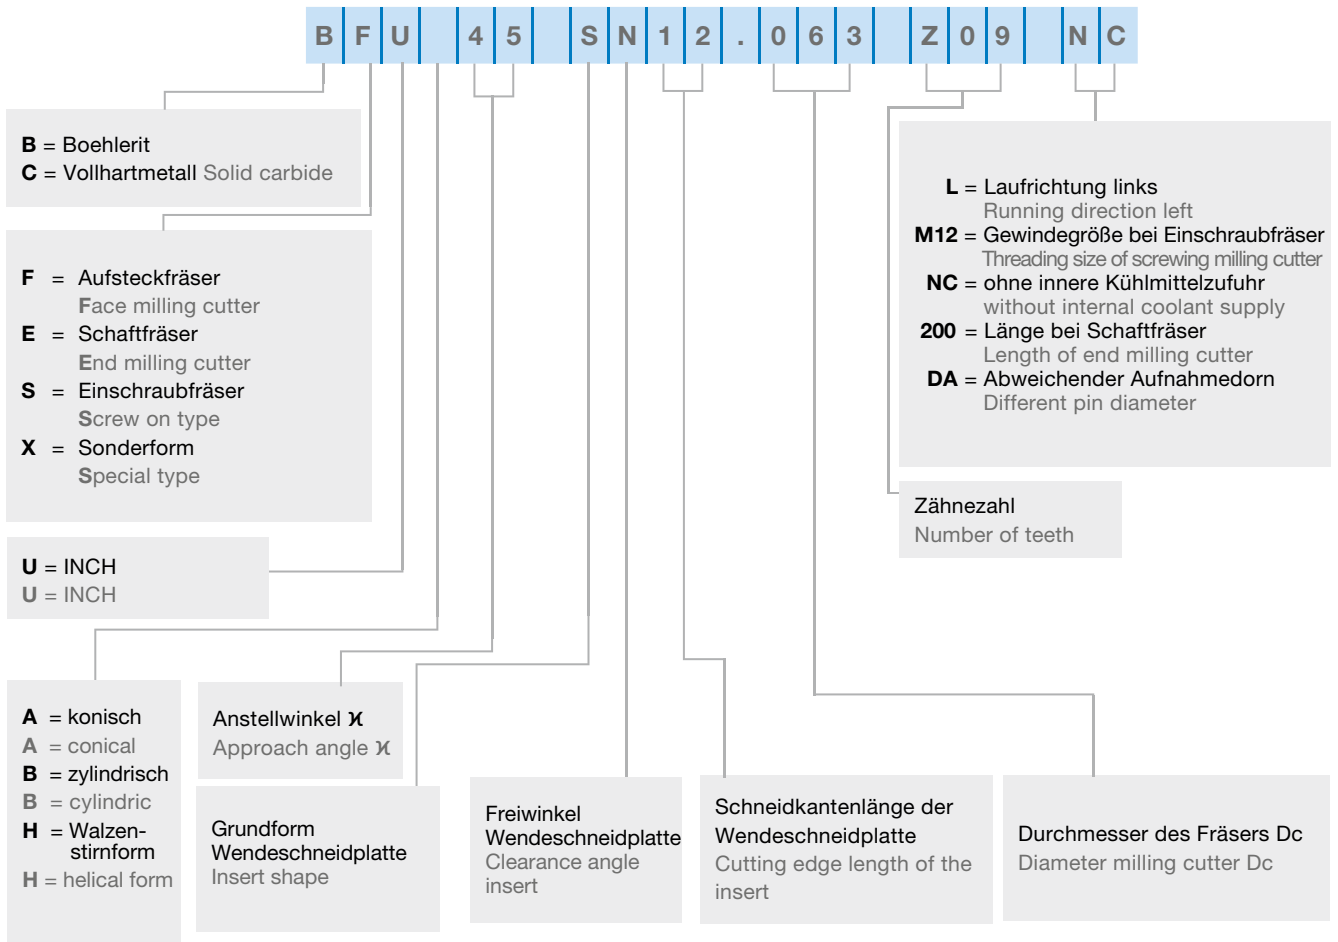 B F U 4 5 S N 1 2 . 0 6 3 Z 0 9 N C
B = Boehlerit
C = Vollhartmetall Solid carbide
F = Aufsteckfräser
Face milling cutter
E = Schaftfräser
End milling cutter
S = Einschraubfräser
Screw on type
X = Sonderform
Special type
U = INCH
U = INCH
A = konisch
A = conical
B = zylindrisch
B = cylindric
H = Walzen-
stirnform
H = helical form
Anstellwinkel ϰ
Approach angle ϰ
Grundform
Wendeschneidplatte
Insert shape
Freiwinkel
Wendeschneidplatte
Clearance angle
insert
Schneidkantenlänge der
Wendeschneidplatte
Cutting edge length of the
insert
Durchmesser des Fräsers Dc
Diameter milling cutter Dc
Zähnezahl
Number of teeth
L = Laufrichtung links
Running direction left
M12 = Gewindegröße bei Einschraubfräser
Threading size of screwing milling cutter
NC = ohne innere Kühlmittelzufuhr
without internal coolant supply
200 = Länge bei Schaftfräser
Length of end milling cutter
DA = Abweichender Aufnahmedorn
Different pin diameter